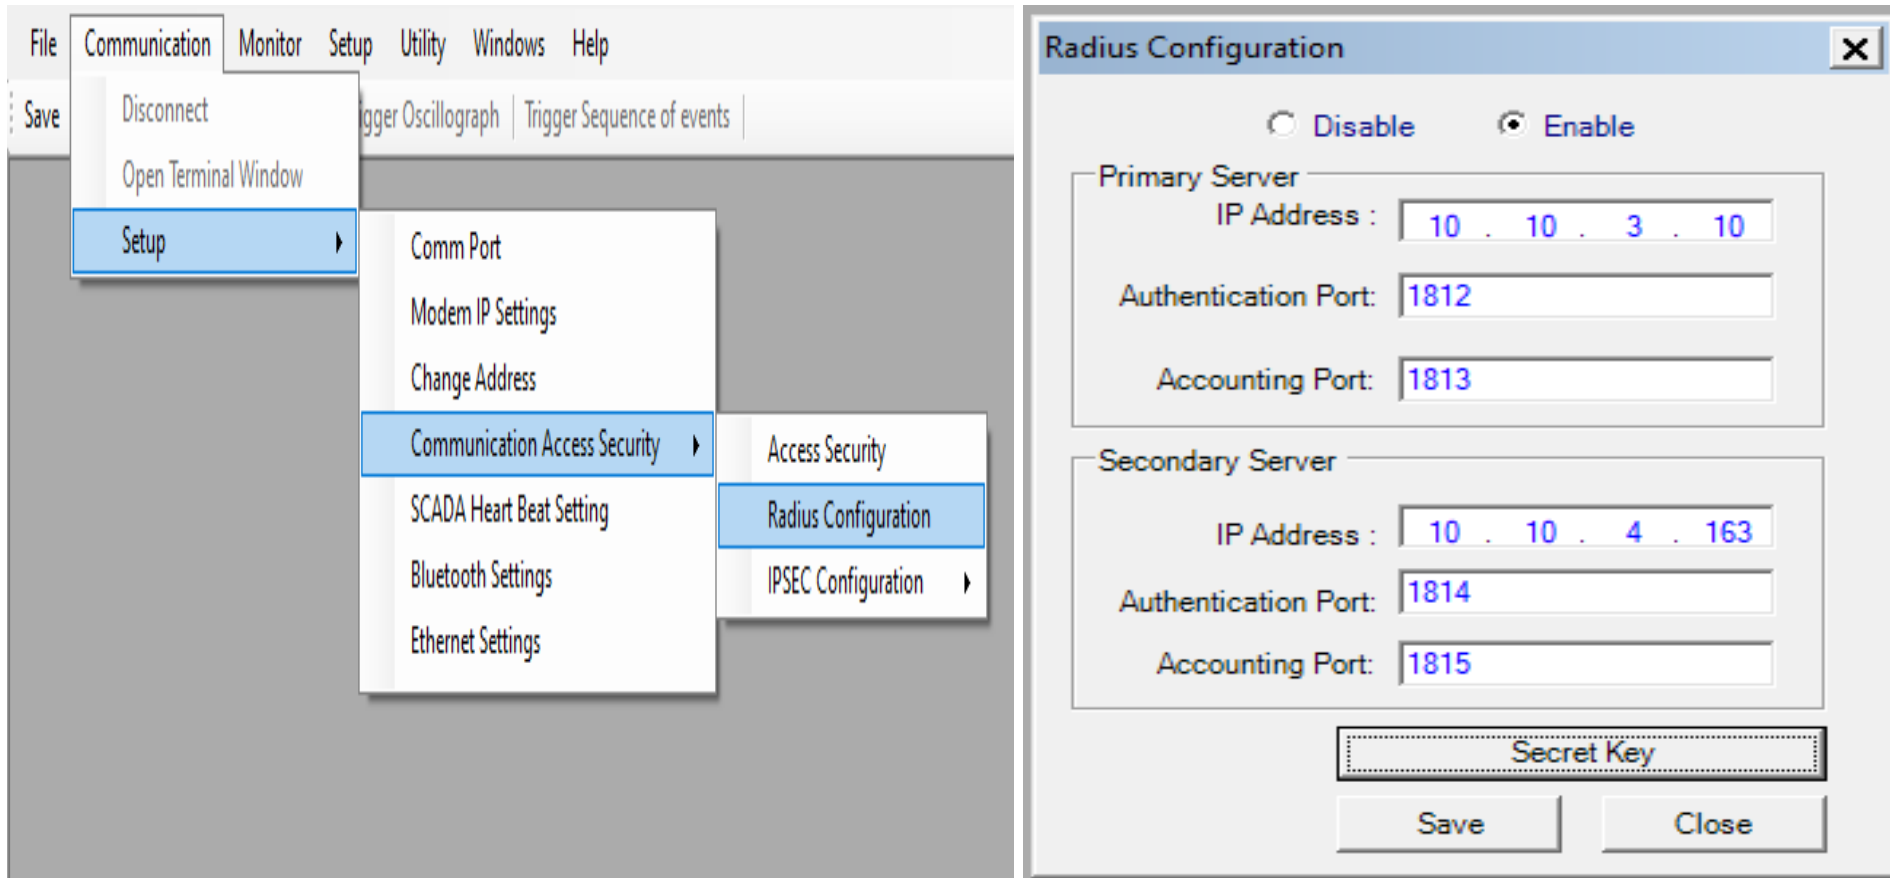 File Communication Monitor Setup Utility Windows Help
Save
Disconnect
Open Terminal Window
Setup
Trigger Sequence of events
Oscillograph
Comm Port
Modem IP Settings
Change Address
Communication Access Security
SCADA Heart Beat Setting
Bluetooth Settings
Ethernet Settings
Access Security
Radius Configuration
IPSEC Configuration
Radius Configuration
Disable Enable
Primary Server
IP Address : 10 . 10 . 3 . 10
Authentication Port: 1812
Accounting Port: 1813
Secondary Server
IP Address : 10 . 10 . 4 . 163
Authentication Port: 1814
Accounting Port: 1815
Secret Key
Save Close